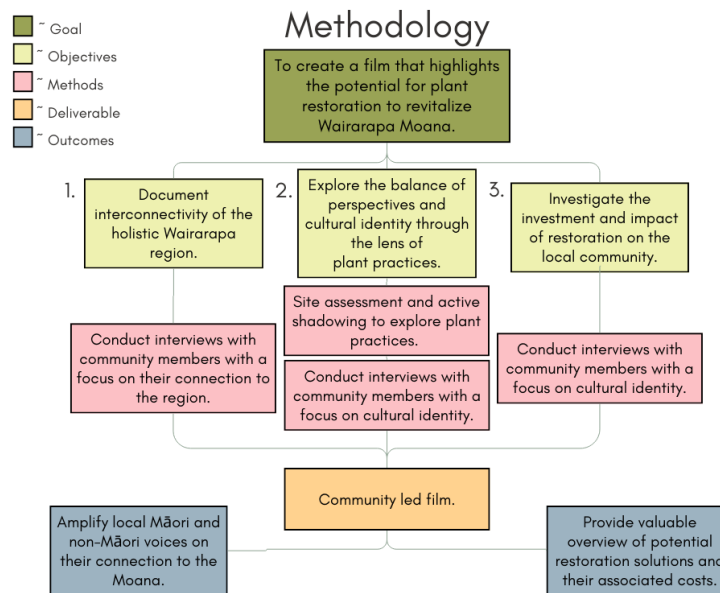 Methodology
~ Goal
~ Objectives
~ Methods
~ Deliverable
~ Outcomes
To create a film that highlights
the potential for plant
restoration to revitalize
Wairarapa Moana.
1.
Document
interconnectivity of the
holistic Wairarapa
region.
2.
Explore the balance of
perspectives and
cultural identity through
the lens of
plant practices.
3.
Investigate the
investment and impact
of restoration on the
local community.
Conduct interviews with
community members with a
focus on their connection to
the region.
Site assessment and active
shadowing to explore plant
practices.
Conduct interviews with
community members with a
focus on cultural identity.
Conduct interviews with
community members with a
focus on cultural identity.
Community led film.
Amplify local Māori and
non-Māori voices on
their connection to the
Moana.
Provide valuable
overview of potential
restoration solutions and
their associated costs.